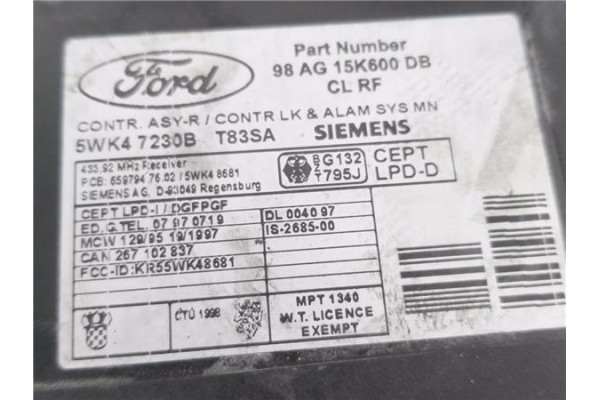 Ford
Part Number
98 AG 15K600 DB
CL RF
CONTR. ASY-R / CONTR LK & ALAM SYS MN
5WK4 7230B T83SA SIEMENS
433.92 MHz Receiver
PCB: 659794 76.02 / 5WK4 8681
SIEMENS AG, D-93049 Regensburg
BZT
G132
795J
CEPT
LPD-D
CEPT LPD-I / DGFPGF
ED.G.TEL. 07 97 0719
MCW 129/95 19/1997
CAN 267 102 837
FCC-ID:KR55WK48681
DL 0040 97
IS-2685-00
ČTÚ 1998
MPT 1340
W.T. LICENCE
EXEMPT